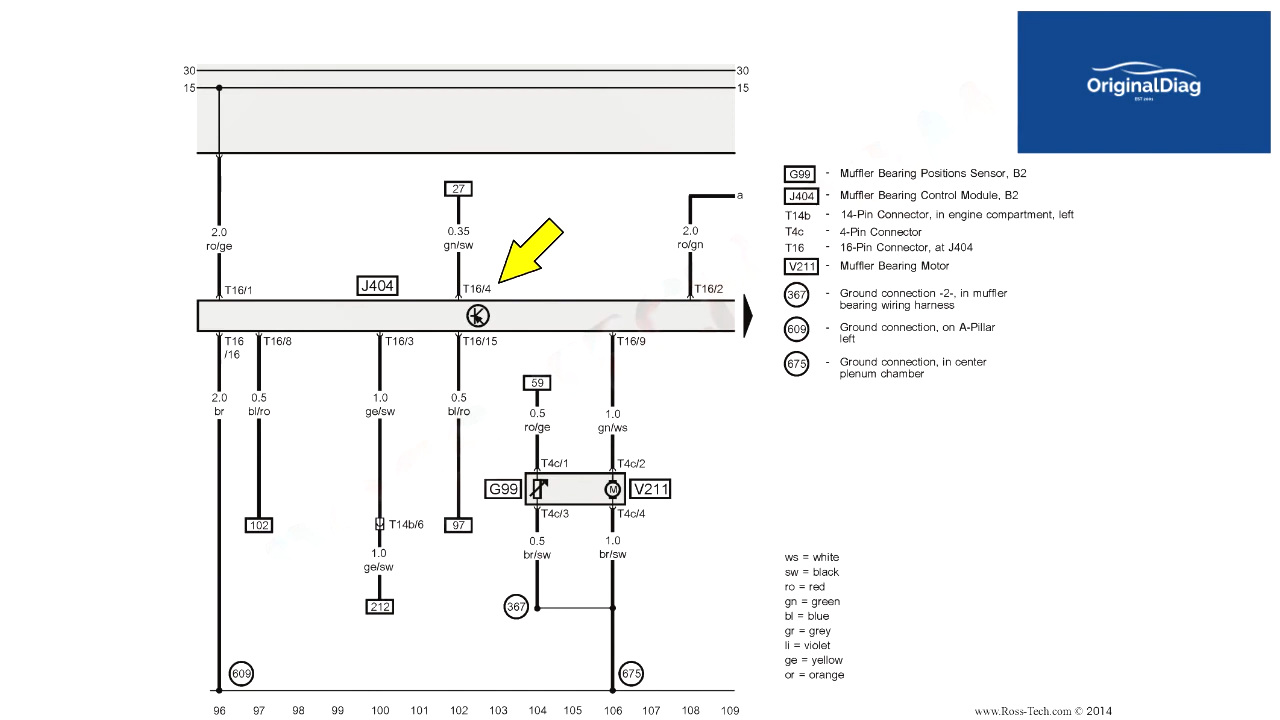 OriginalDiag
EST 2001
30
30
15
15
27
a
2.0
ro/ge
0.35
gn/sw
2.0
ro/gn
T16/1
J404
T16/4
T16/2
T16
/16
T16/8
T16/3
T16/15
T16/9
59
2.0
br
0.5
bl/ro
1.0
ge/sw
0.5
bl/ro
0.5
ro/ge
1.0
gn/ws
T4c/1
T4c/2
G99
M
V211
T4c/3
T4c/4
102
T14b/6
97
1.0
ge/sw
0.5
br/sw
1.0
br/sw
212
367
609
675
96 97 98 99 100 101 102 103 104 105 106 107 108 109
G99 - Muffler Bearing Positions Sensor, B2
J404 - Muffler Bearing Control Module, B2
T14b - 14-Pin Connector, in engine compartment, left
T4c - 4-Pin Connector
T16 - 16-Pin Connector, at J404
V211 - Muffler Bearing Motor
367 - Ground connection -2-, in muffler
bearing wiring harness
609 - Ground connection, on A-Pillar
left
675 - Ground connection, in center
plenum chamber
ws = white
sw = black
ro = red
gn = green
bl = blue
gr = grey
li = violet
ge = yellow
or = orange
www.Ross-Tech.com © 2014